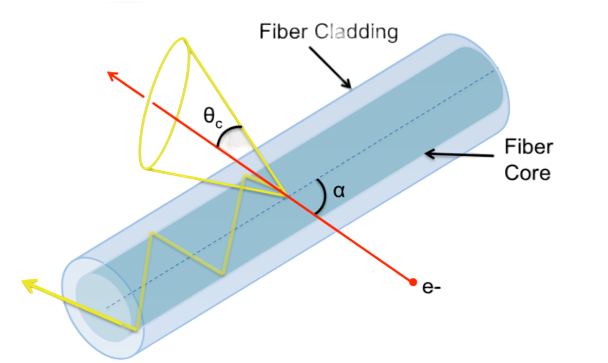 Fiber Cladding
θc
Fiber
Core
α
e-